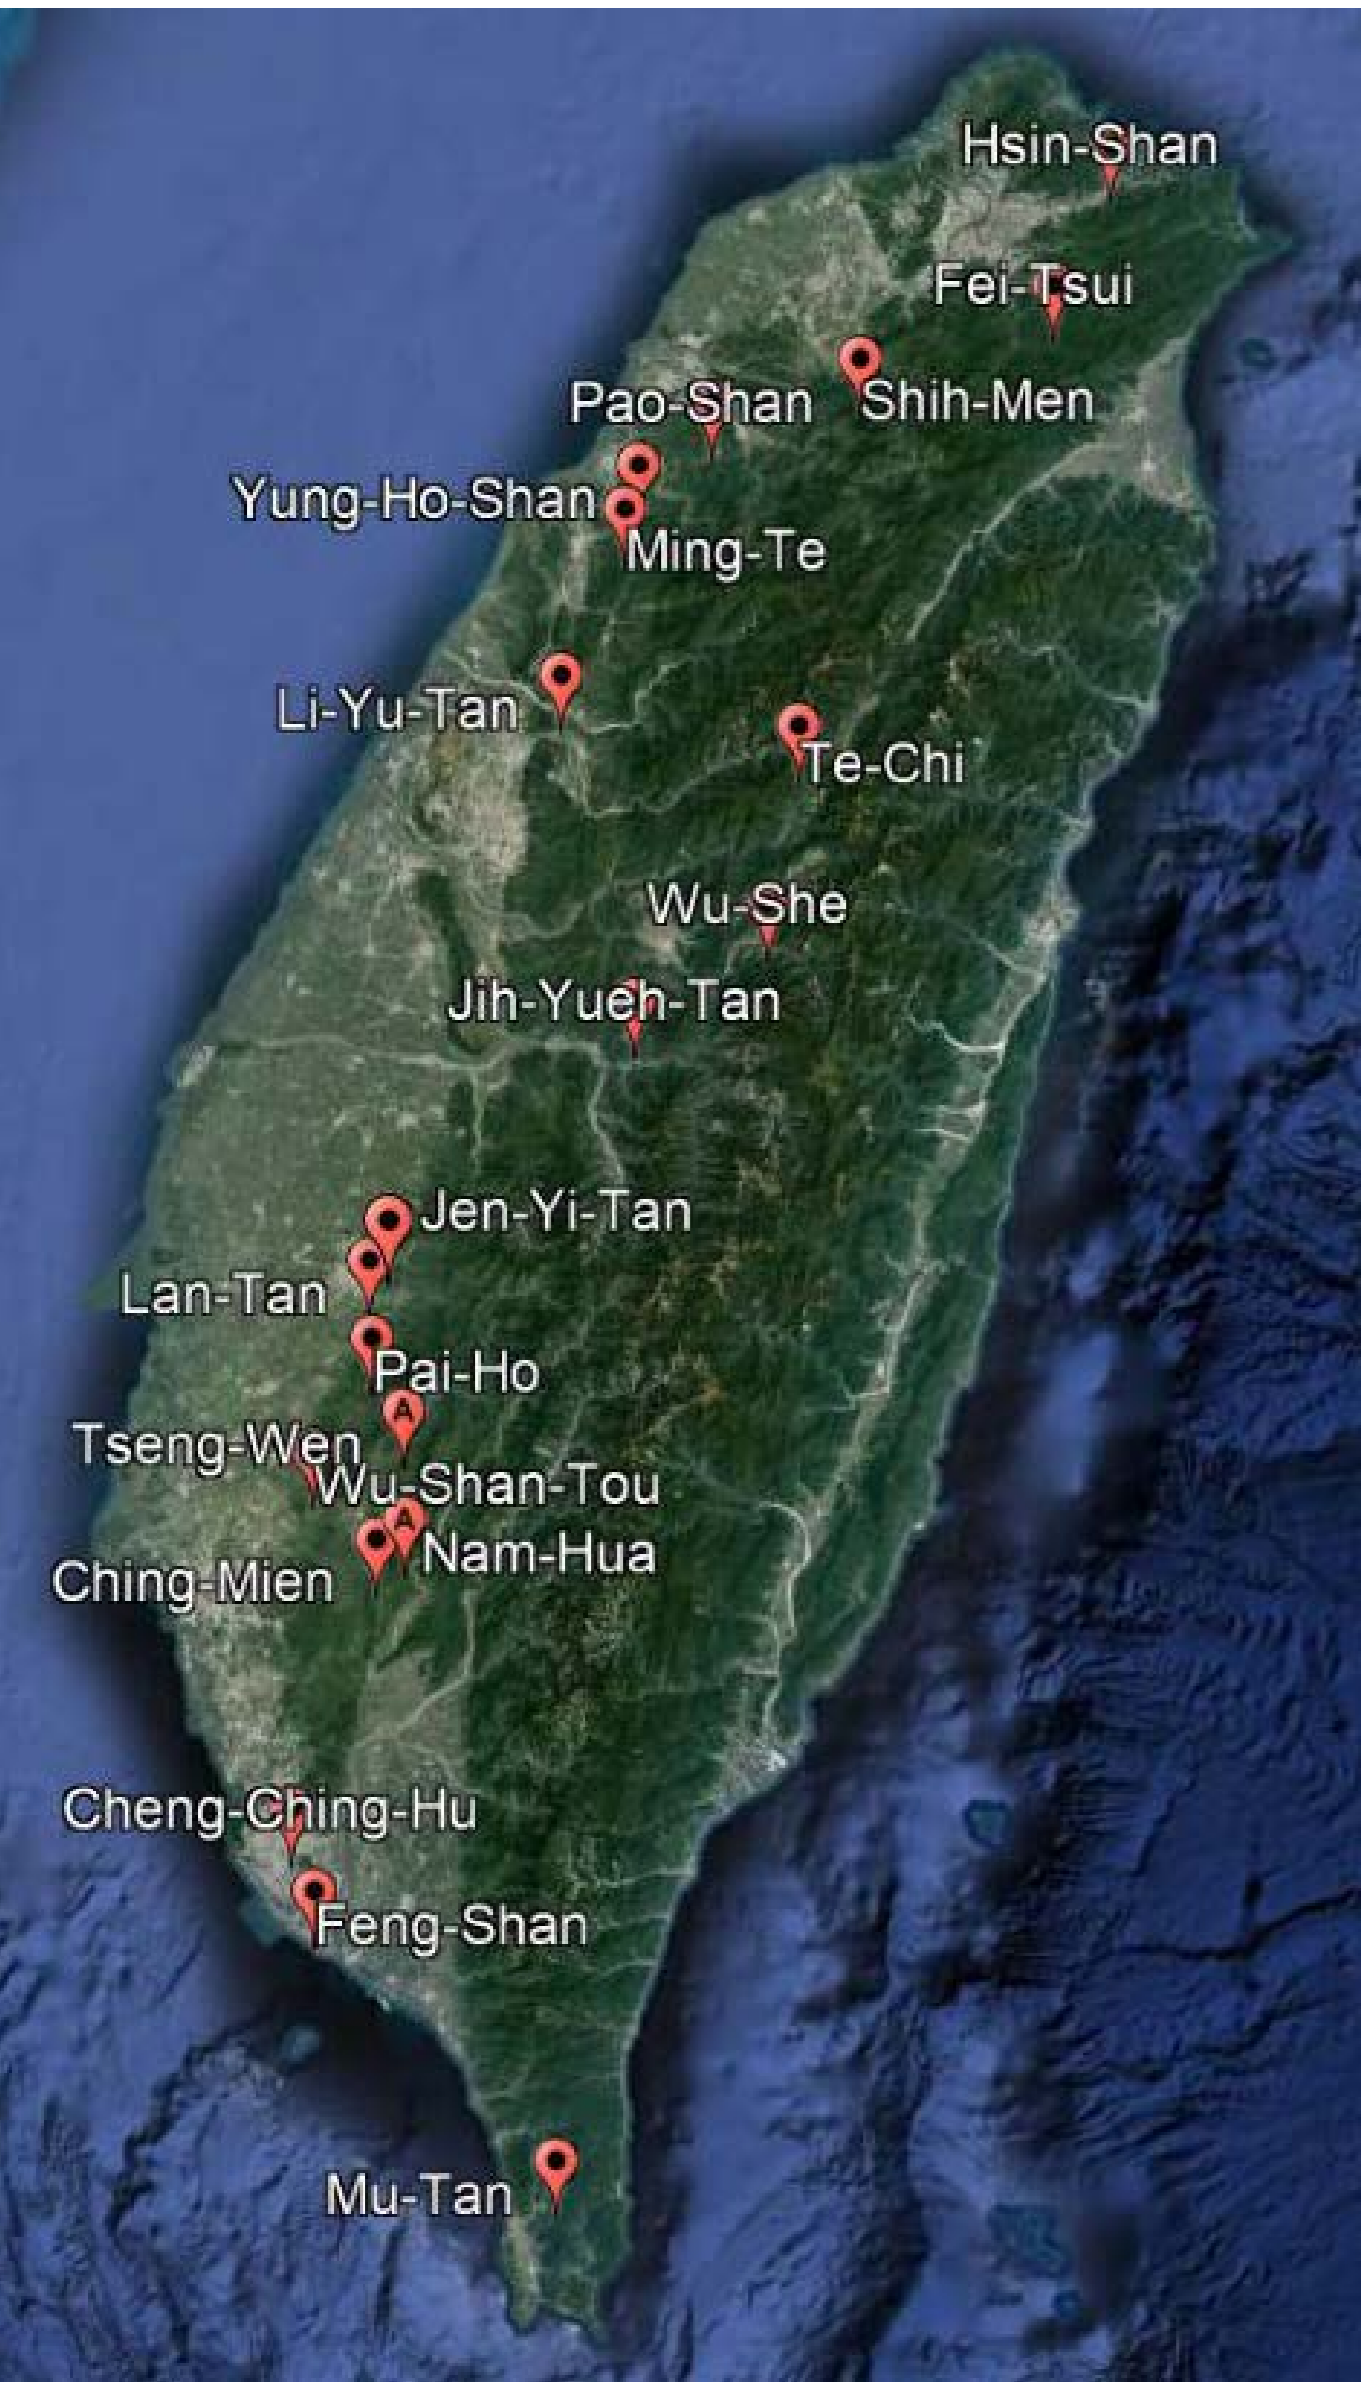 Hsin-Shan
Fei-Tsui
Pao-Shan
Shih-Men
Yung-Ho-Shan
Ming-Te
Li-Yu-Tan
Te-Chi
Wu-She
Jih-Yueh-Tan
Jen-Yi-Tan
Lan-Tan
Pai-Ho
A
Tseng-Wen
Wu-Shan-Tou
A
Nam-Hua
Ching-Mien
Cheng-Ching-Hu
Feng-Shan
Mu-Tan